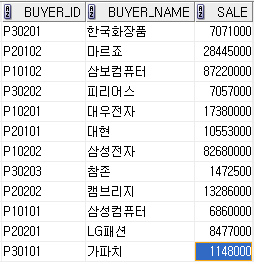 BUYER_ID BUYER_NAME SALE
P30201 한국화장품 7071000
P20102 마르죠 28445000
P10102 삼보컴퓨터 87220000
P30202 피리어스 7057000
P10201 대우전자 17380000
P20101 대현 10553000
P10202 삼성전자 82680000
P30203 참존 1472500
P20202 캠브리지 13286000
P10101 삼성컴퓨터 6860000
P20201 LG패션 8477000
P30101 가파치 1148000